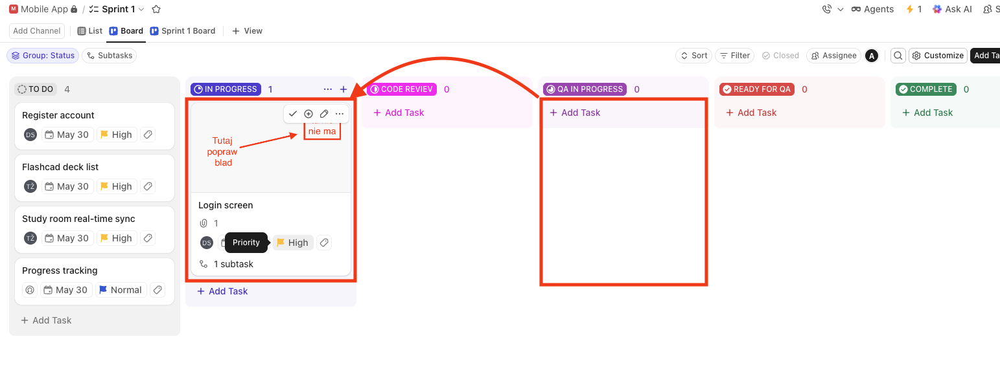 M Mobile App / Sprint 1
Agents 1 Ask AI S
Add Channel List Board Sprint 1 Board + View
Group: Status Subtasks
Sort Filter Closed Assignee A Customize Add Ta
TO DO 4
Register account
DS May 30 High
Flashcad deck list
TŽ May 30 High
Study room real-time sync
TŽ May 30 High
Progress tracking
May 30 Normal
+ Add Task
IN PROGRESS 1 ... +
nie ma
Tutaj
popraw
blad
Login screen
1
DS Priority High
1 subtask
+ Add Task
CODE REVIEV 0
+ Add Task
QA IN PROGRESS 0
+ Add Task
READY FOR QA 0
+ Add Task
COMPLETE 0
+ Add Task